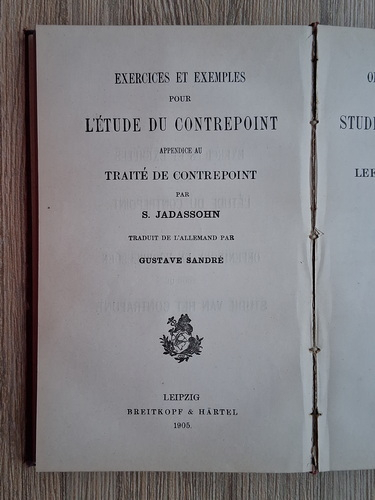 EXERCICES ET EXEMPLES
POUR
L'ÉTUDE DU CONTREPOINT
APPENDICE AU
TRAITÉ DE CONTREPOINT
PAR
S. JADASSOHN
TRADUIT DE L'ALLEMAND PAR
GUSTAVE SANDRÉ
LEIPZIG
BREITKOPF & HÄRTEL
1905.
STUDI